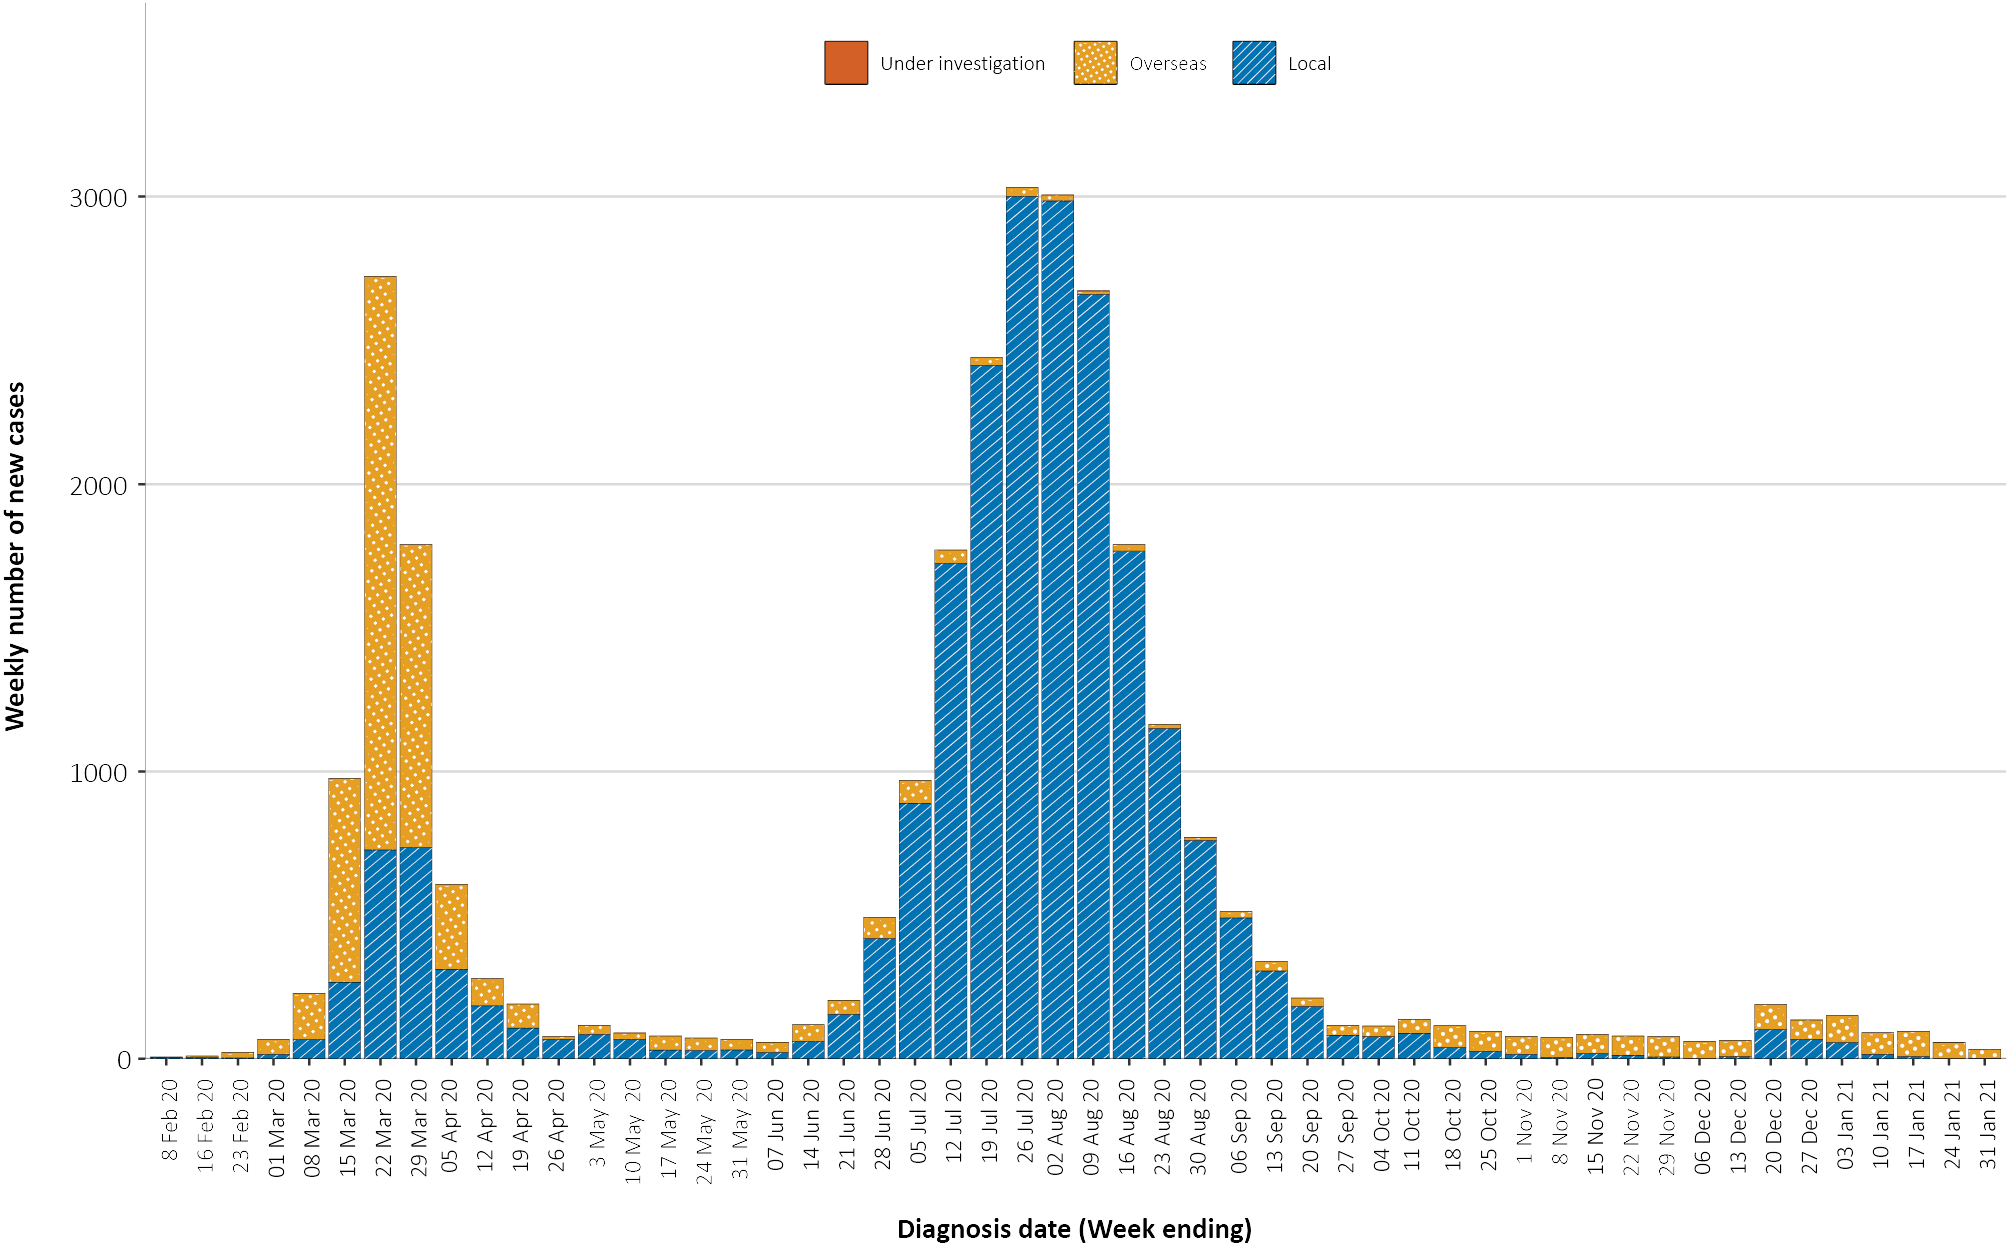 Under investigation
Overseas
Local
Weekly number of new cases
3000
2000
1000
0
8 Feb 20
16 Feb 20
23 Feb 20
01 Mar 20
08 Mar 20
15 Mar 20
22 Mar 20
29 Mar 20
05 Apr 20
12 Apr 20
19 Apr 20
26 Apr 20
3 May 20
10 May 20
17 May 20
24 May 20
31 May 20
07 Jun 20
14 Jun 20
21 Jun 20
28 Jun 20
05 Jul 20
12 Jul 20
19 Jul 20
26 Jul 20
02 Aug 20
09 Aug 20
16 Aug 20
23 Aug 20
30 Aug 20
06 Sep 20
13 Sep 20
20 Sep 20
27 Sep 20
04 Oct 20
11 Oct 20
18 Oct 20
25 Oct 20
1 Nov 20
8 Nov 20
15 Nov 20
22 Nov 20
29 Nov 20
06 Dec 20
13 Dec 20
20 Dec 20
27 Dec 20
03 Jan 21
10 Jan 21
17 Jan 21
24 Jan 21
31 Jan 21
Diagnosis date (Week ending)